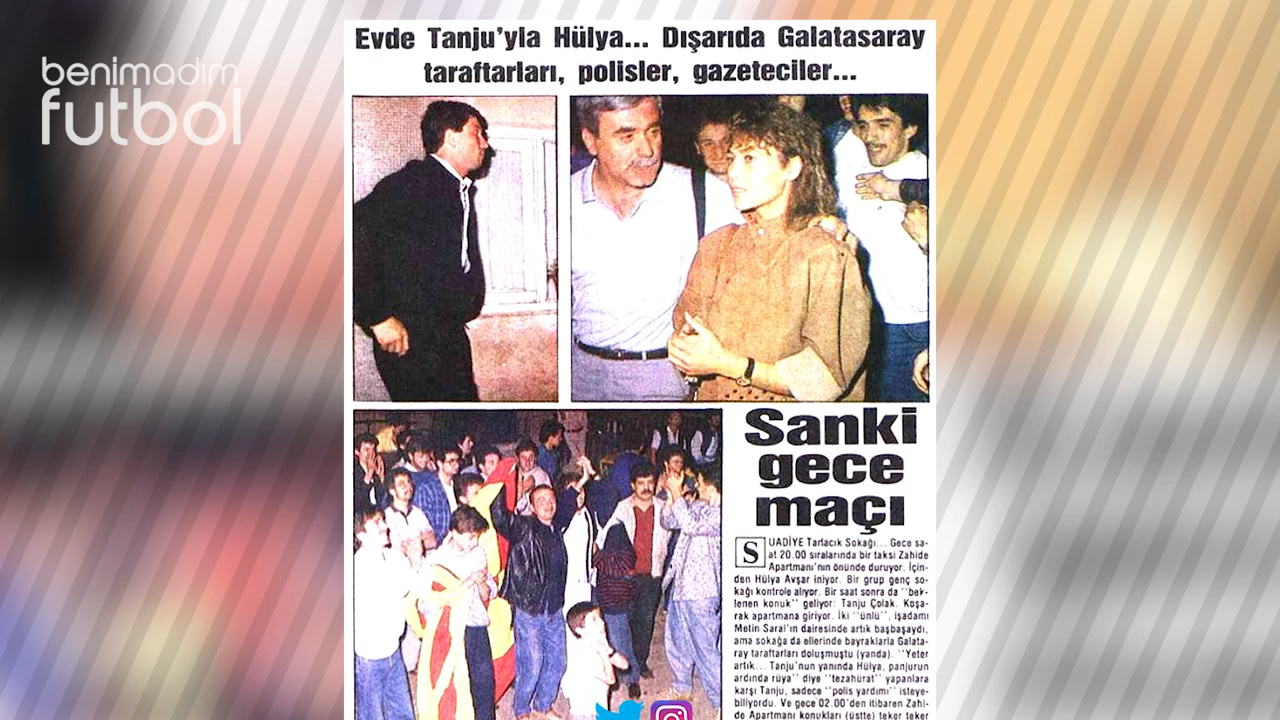 benimadım
futbol
Evde Tanju'yla Hülya... Dışarıda Galatasaray
taraftarları, polisler, gazeteciler...
Sanki
gece
maçı
SUADİYE Tarlacık Sokağı... Gece sa-
at 20.00 sıralarında bir taksi Zahide
Apartmanı'nın önünde duruyor. İçin-
den Hülya Avşar iniyor. Bir grup genç so-
kağı kontrole alıyor. Bir saat sonra da "bek-
lenen konuk" geliyor: Tanju Çolak. Koşa-
rak apartmana giriyor. İki "ünlü", işadamı
Metin Saral'ın dairesinde artık başbaşaydı,
ama sokağa da ellerinde bayraklarla Galata-
ray taraftarları doluşmuştu (yanda). "Yeter
artık... Tanju'nun yanında Hülya, panjurun
ardında rüya" diye "tezahürat" yapanlara
karşı Tanju, sadece "polis yardımı" isteye-
biliyordu. Ve gece 02.00'den itibaren Zahi-
de Apartmanı konukları (üstte) teker teker